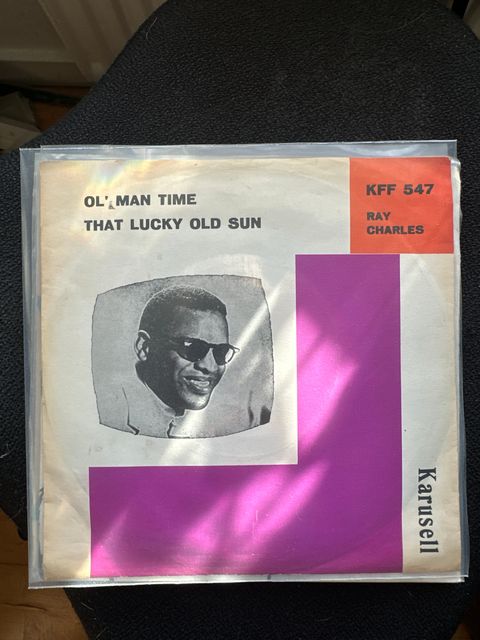 OL' MAN TIME
THAT LUCKY OLD SUN
KFF 547
RAY
CHARLES
Karusell